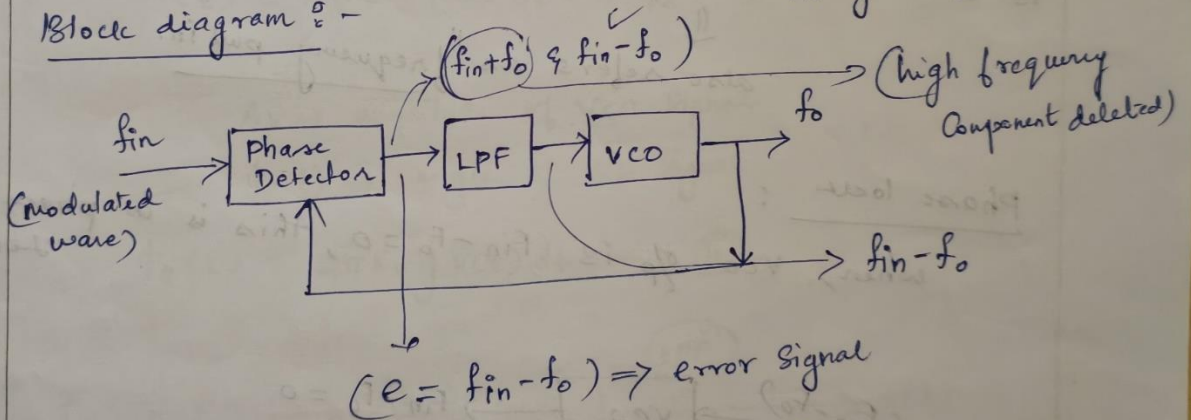 Block diagram :-
(fin+fo & fin-fo)
(high frequency
Component deleted)
fin
(modulated
wave)
Phase
Detector
LPF
VCO
fo
fin-fo
(e = fin-fo) => error signal